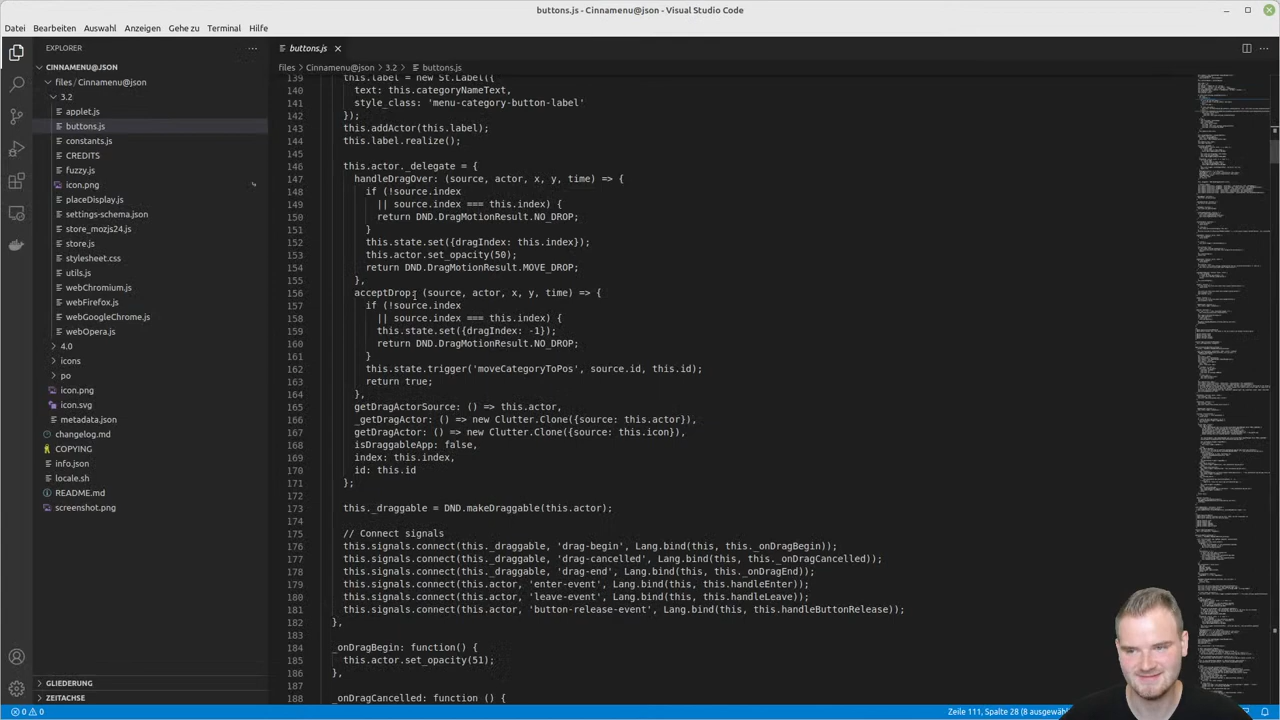 buttons.js - Cinnamenu@json - Visual Studio Code
Datei Bearbeiten Auswahl Anzeigen Gehe zu Terminal Hilfe
EXPLORER
CINNAMENU@JSON
files / Cinnamenu@json
3.2
applet.js
buttons.js
constants.js
CREDITS
fuzzy.js
icon.png
placeDisplay.js
settings-schema.json
store.js
store_mozjs24.js
stylesheet.css
utils.js
webChromium.js
webFirefox.js
webGoogleChrome.js
webOpera.js
4.0
icons
po
icon.png
icon.svg
metadata.json
changelog.md
COPYING
info.json
locale.sh
README.md
screenshot.png
GLIEDERUNG
ZEITACHSE
buttons.js
files > Cinnamenu@json > 3.2 > buttons.js
139 this.label = new St.Label({
140 text: this.categoryNameText,
141 style_class: 'menu-category-button-label'
142 });
143 this.addActor(this.label);
144 this.label.realize();
145
146 this.actor._delegate = {
147 handleDragOver: (source, actor, x, y, time) => {
148 if (!source.index
149 || source.index === this.index) {
150 return DND.DragMotionResult.NO_DROP;
151 }
152 this.state.set({dragIndex: this.index});
153 this.actor.set_opacity(50);
154 return DND.DragMotionResult.MOVE_DROP;
155 },
156 acceptDrop: (source, actor, x, y, time) => {
157 if (!source.index
158 || source.index === this.index) {
159 this.state.set({dragIndex: -1});
160 return DND.DragMotionResult.NO_DROP;
161 }
162 this.state.trigger('moveCategoryToPos', source.id, this.id);
163 return true;
164 },
165 getDragActorSource: () => this.actor,
166 _getDragActor: () => new Clutter.Clone({source: this.actor}),
167 getDragActor: () => new Clutter.Clone({source: this.icon}),
168 isDraggableApp: false,
169 index: this.index,
170 id: this.id
171 };
172
173 this._draggable = DND.makeDraggable(this.actor);
174
175 // Connect signals
176 this.signals.connect(this._draggable, 'drag-begin', Lang.bind(this, this._onDragBegin));
177 this.signals.connect(this._draggable, 'drag-cancelled', Lang.bind(this, this._onDragCancelled));
178 this.signals.connect(this._draggable, 'drag-end', Lang.bind(this, this._onDragEnd));
179 this.signals.connect(this.actor, 'enter-event', Lang.bind(this, this.handleEnter));
180 this.signals.connect(this.actor, 'leave-event', Lang.bind(this, this.handleLeave));
181 this.signals.connect(this.actor, 'button-release-event', Lang.bind(this, this.handleButtonRelease));
182 },
183
184 _onDragBegin: function() {
185 this.actor.set_opacity(51);
186 },
187
188 _onDragCancelled: function () {
0 0
Zeile 111, Spalte 28 (8 ausgewähl